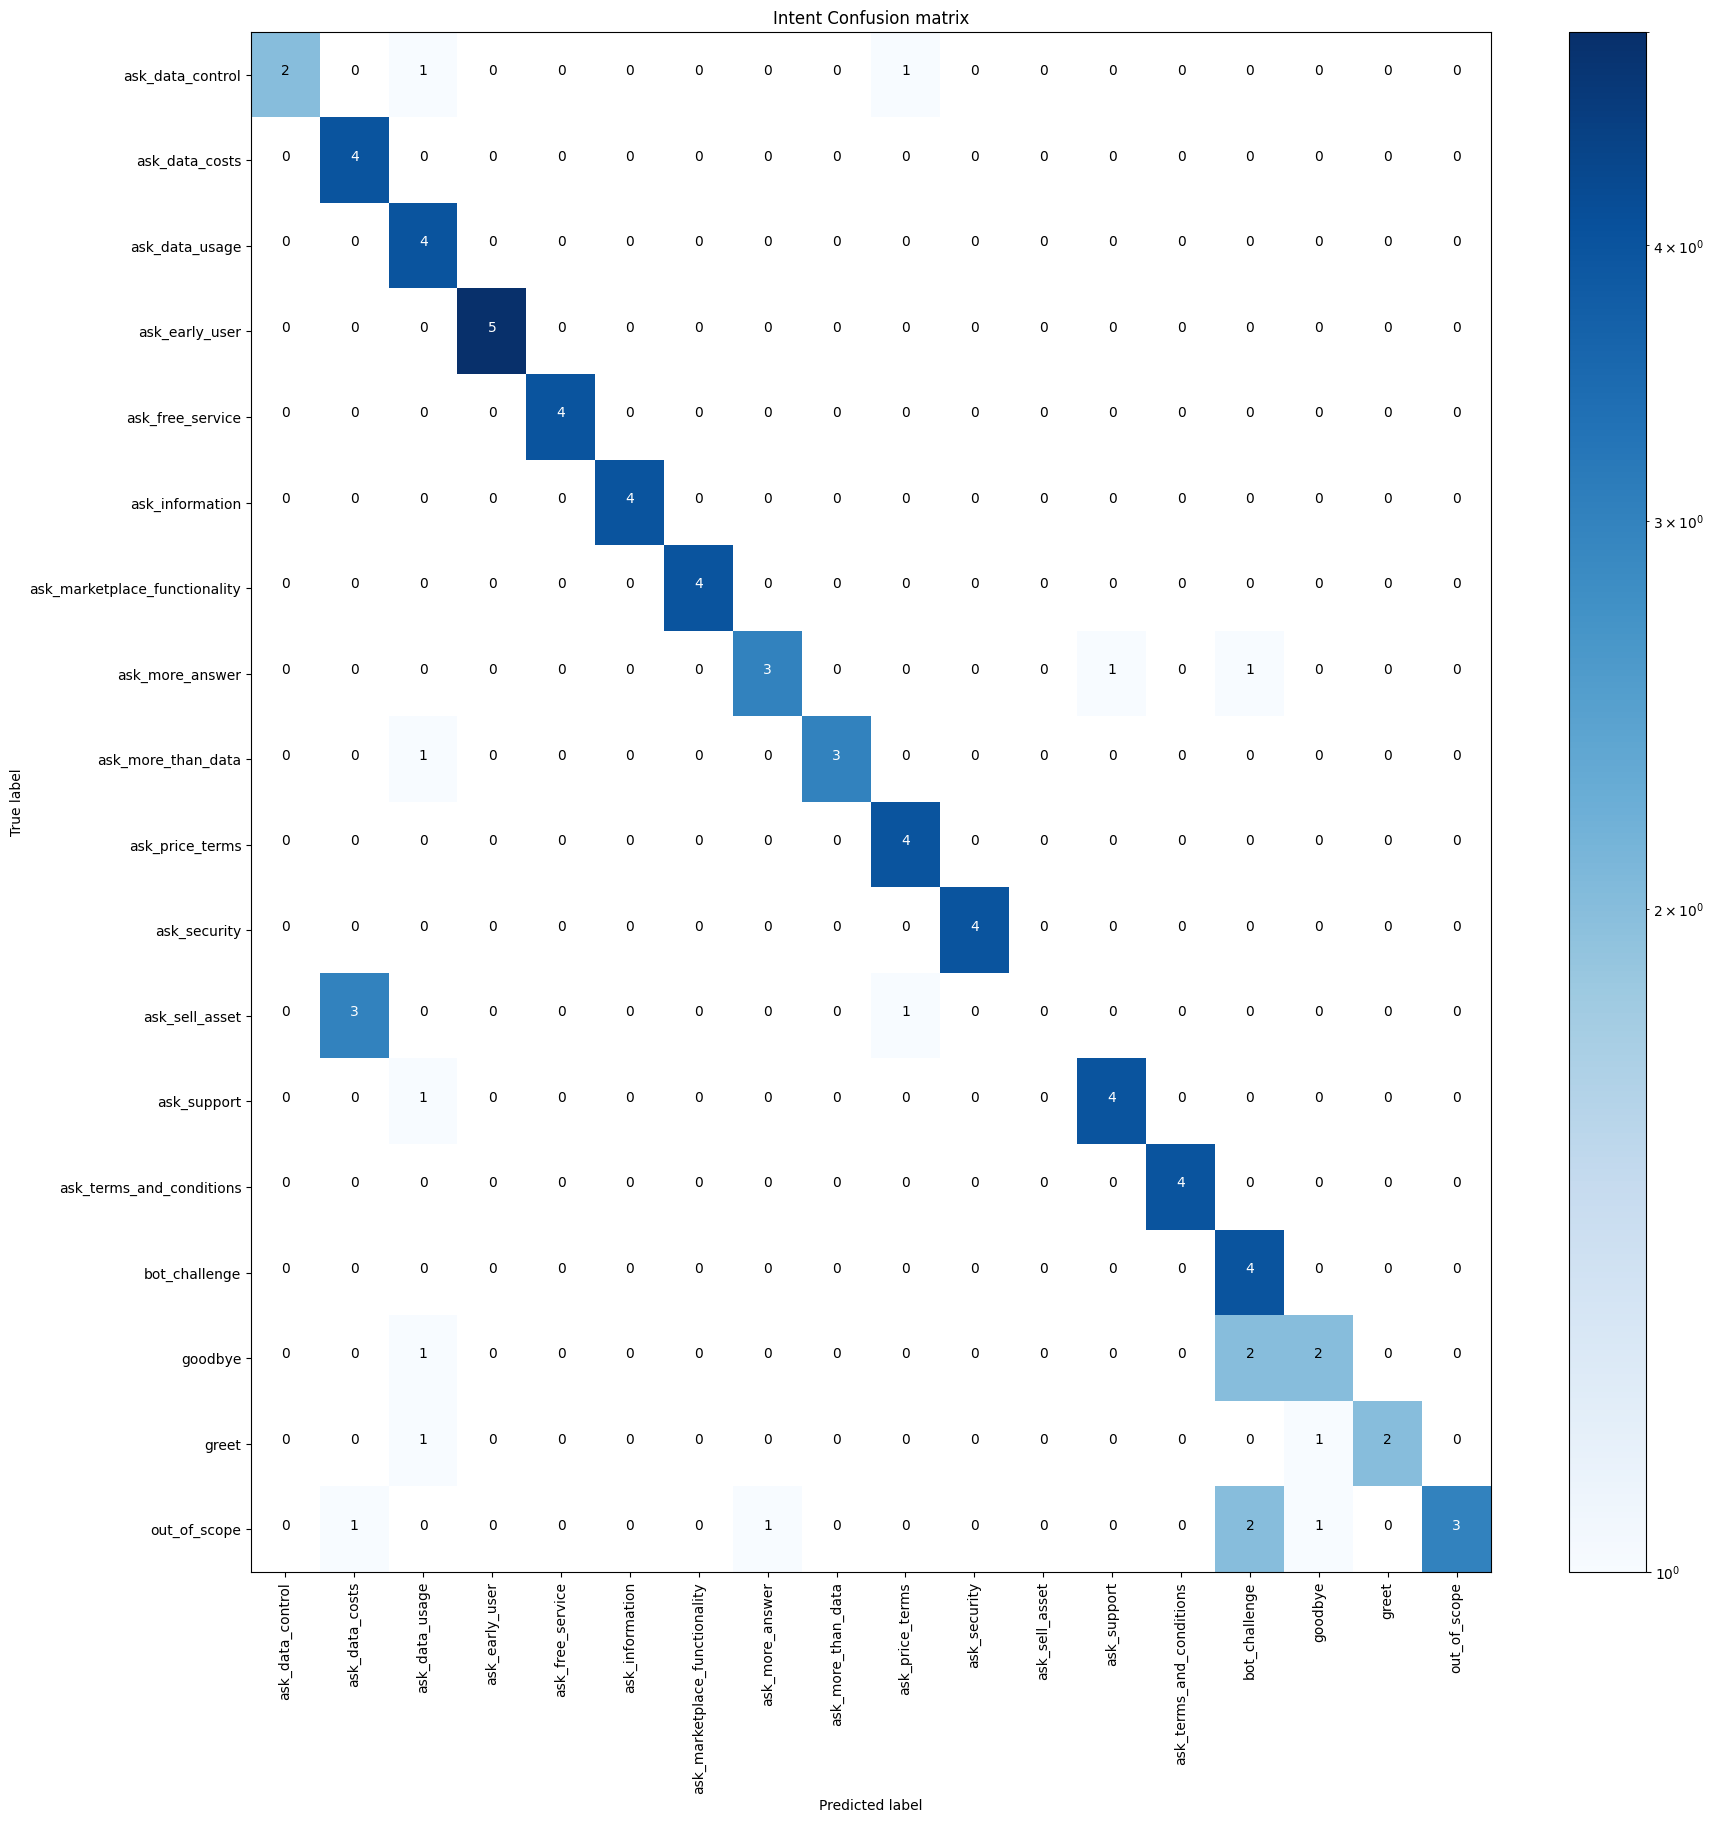 Intent Confusion matrix
ask_data_control 2 0 1 0 0 0 0 0 0 1 0 0 0 0 0 0 0 0
ask_data_costs 0 4 0 0 0 0 0 0 0 0 0 0 0 0 0 0 0 0
ask_data_usage 0 0 4 0 0 0 0 0 0 0 0 0 0 0 0 0 0 0
4 × 10⁰
ask_early_user 0 0 0 5 0 0 0 0 0 0 0 0 0 0 0 0 0 0
ask_free_service 0 0 0 0 4 0 0 0 0 0 0 0 0 0 0 0 0 0
ask_information 0 0 0 0 0 4 0 0 0 0 0 0 0 0 0 0 0 0
3 × 10⁰
ask_marketplace_functionality 0 0 0 0 0 0 4 0 0 0 0 0 0 0 0 0 0 0
ask_more_answer 0 0 0 0 0 0 0 3 0 0 0 0 1 0 1 0 0 0
ask_more_than_data 0 0 1 0 0 0 0 0 3 0 0 0 0 0 0 0 0 0
True label
ask_price_terms 0 0 0 0 0 0 0 0 0 4 0 0 0 0 0 0 0 0
2 × 10⁰
ask_security 0 0 0 0 0 0 0 0 0 0 4 0 0 0 0 0 0 0
ask_sell_asset 0 3 0 0 0 0 0 0 0 1 0 0 0 0 0 0 0 0
ask_support 0 0 1 0 0 0 0 0 0 0 0 0 4 0 0 0 0 0
ask_terms_and_conditions 0 0 0 0 0 0 0 0 0 0 0 0 0 4 0 0 0 0
bot_challenge 0 0 0 0 0 0 0 0 0 0 0 0 0 0 4 0 0 0
goodbye 0 0 1 0 0 0 0 0 0 0 0 0 0 0 2 2 0 0
greet 0 0 1 0 0 0 0 0 0 0 0 0 0 0 0 1 2 0
out_of_scope 0 1 0 0 0 0 0 1 0 0 0 0 0 0 2 1 0 3
10⁰
ask_data_control
ask_data_costs
ask_data_usage
ask_early_user
ask_free_service
ask_information
ask_marketplace_functionality
ask_more_answer
ask_more_than_data
ask_price_terms
ask_security
ask_sell_asset
ask_support
ask_terms_and_conditions
bot_challenge
goodbye
greet
out_of_scope
Predicted label